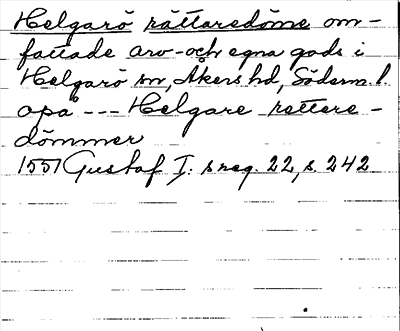 Helgarö rättaredöme om-
fattade arv- och egna gods i
Helgarö sn, Åkers hd, Söderm. l.
opå --- Helgare rettere-
dömmer
1551 Gustaf I: s reg. 22, s. 242